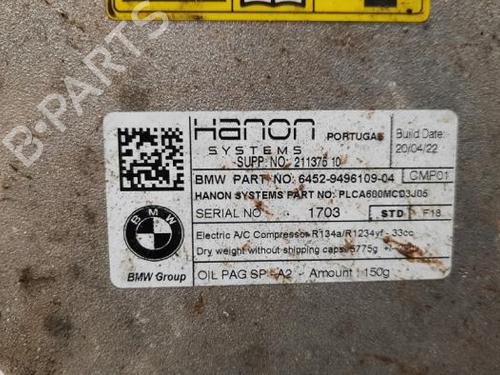 B-PARTS
Hanon
SYSTEMS
PORTUGAL
Build Date:
20/04/22
SUPP. NO. 211375 10
BMW PART NO: 6452-9496109-04
CMP01
HANON SYSTEMS PART NO: PLCA600MCD3J05
SERIAL NO
1703
STD
F18
Electric A/C Compressor R134a/R1234yf - 33cc
Dry weight without shipping caps: 5775g
BMW
BMW Group
OIL PAG SP - A2 - Amount : 150g